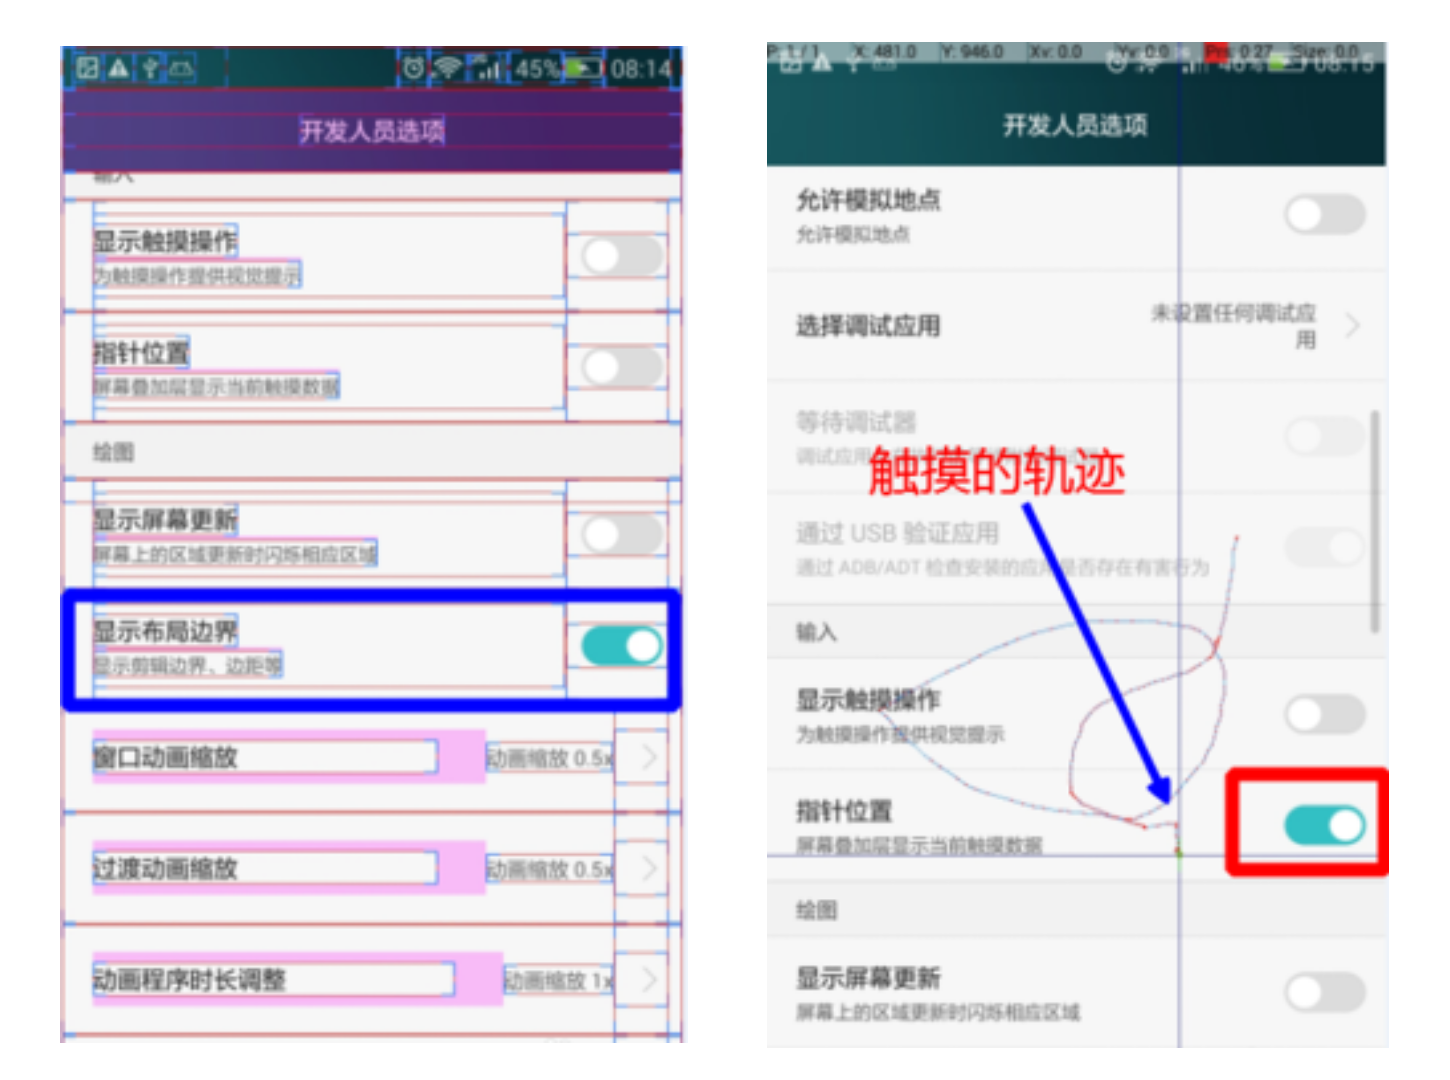 45% 08:14
开发人员选项
输入
显示触摸操作
为触摸操作提供视觉提示
指针位置
屏幕叠加层显示当前触摸数据
绘图
显示屏幕更新
屏幕上的区域更新时闪烁相应区域
显示布局边界
显示剪辑边界、边距等
窗口动画缩放
动画缩放 0.5x
过渡动画缩放
动画缩放 0.5x
动画程序时长调整
动画缩放 1x
P: 1 / 1 X: 481.0 Y: 946.0 Xv: 0.0 Yv: 0.0 Prs: 0.27 Size: 0.0
46% 08:15
开发人员选项
允许模拟地点
允许模拟地点
选择调试应用
未设置任何调试应
用
等待调试器
调试应用
触摸的轨迹
通过 USB 验证应用
通过 ADB/ADT 检查安装的应用是否存在有害行为
输入
显示触摸操作
为触摸操作提供视觉提示
指针位置
屏幕叠加层显示当前触摸数据
绘图
显示屏幕更新
屏幕上的区域更新时闪烁相应区域